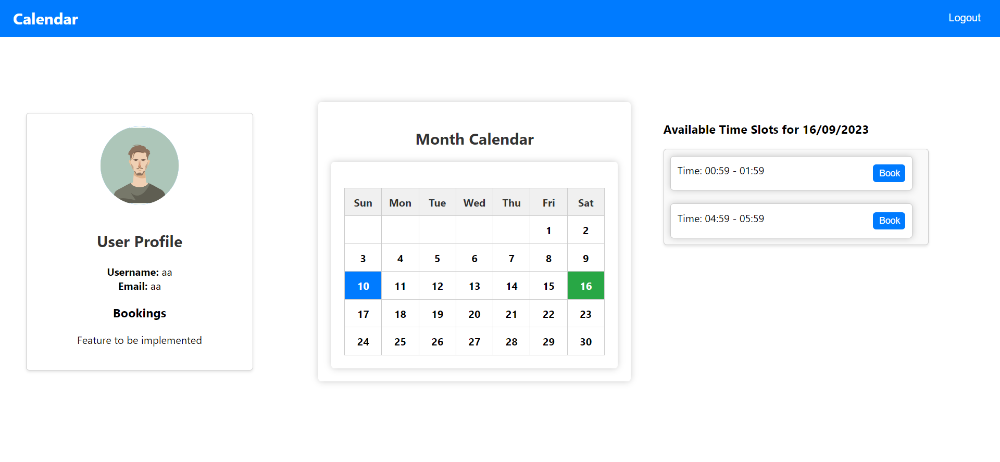 Calendar
Logout
User Profile
Username: aa
Email: aa
Bookings
Feature to be implemented
Month Calendar
Sun Mon Tue Wed Thu Fri Sat
1 2
3 4 5 6 7 8 9
10 11 12 13 14 15 16
17 18 19 20 21 22 23
24 25 26 27 28 29 30
Available Time Slots for 16/09/2023
Time: 00:59 - 01:59 Book
Time: 04:59 - 05:59 Book